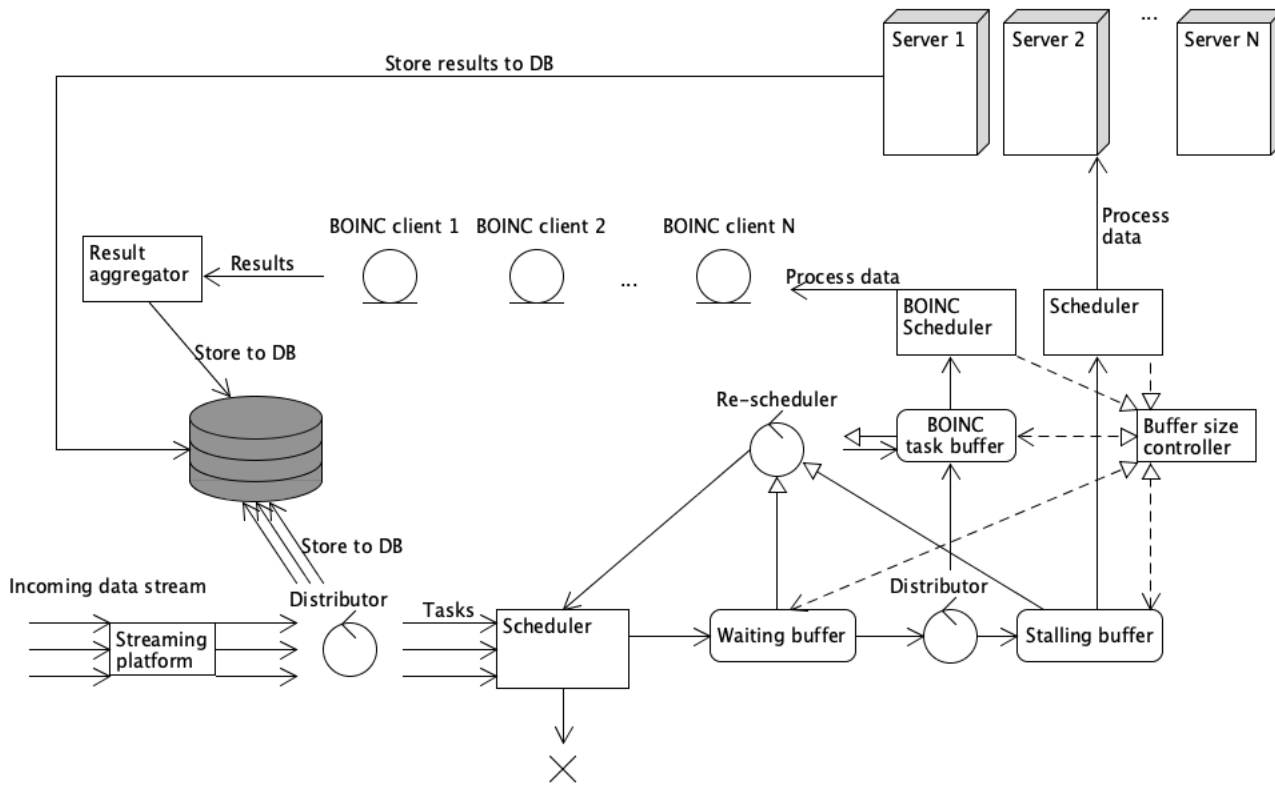 Server 1
Server 2
...
Server N
Store results to DB
Process
data
BOINC client 1
BOINC client 2
...
BOINC client N
Result
aggregator
Results
Process data
BOINC
Scheduler
Scheduler
Store to DB
Re-scheduler
BOINC
task buffer
Buffer size
controller
Store to DB
Incoming data stream
Distributor
Tasks
Streaming
platform
Scheduler
Waiting buffer
Distributor
Stalling buffer